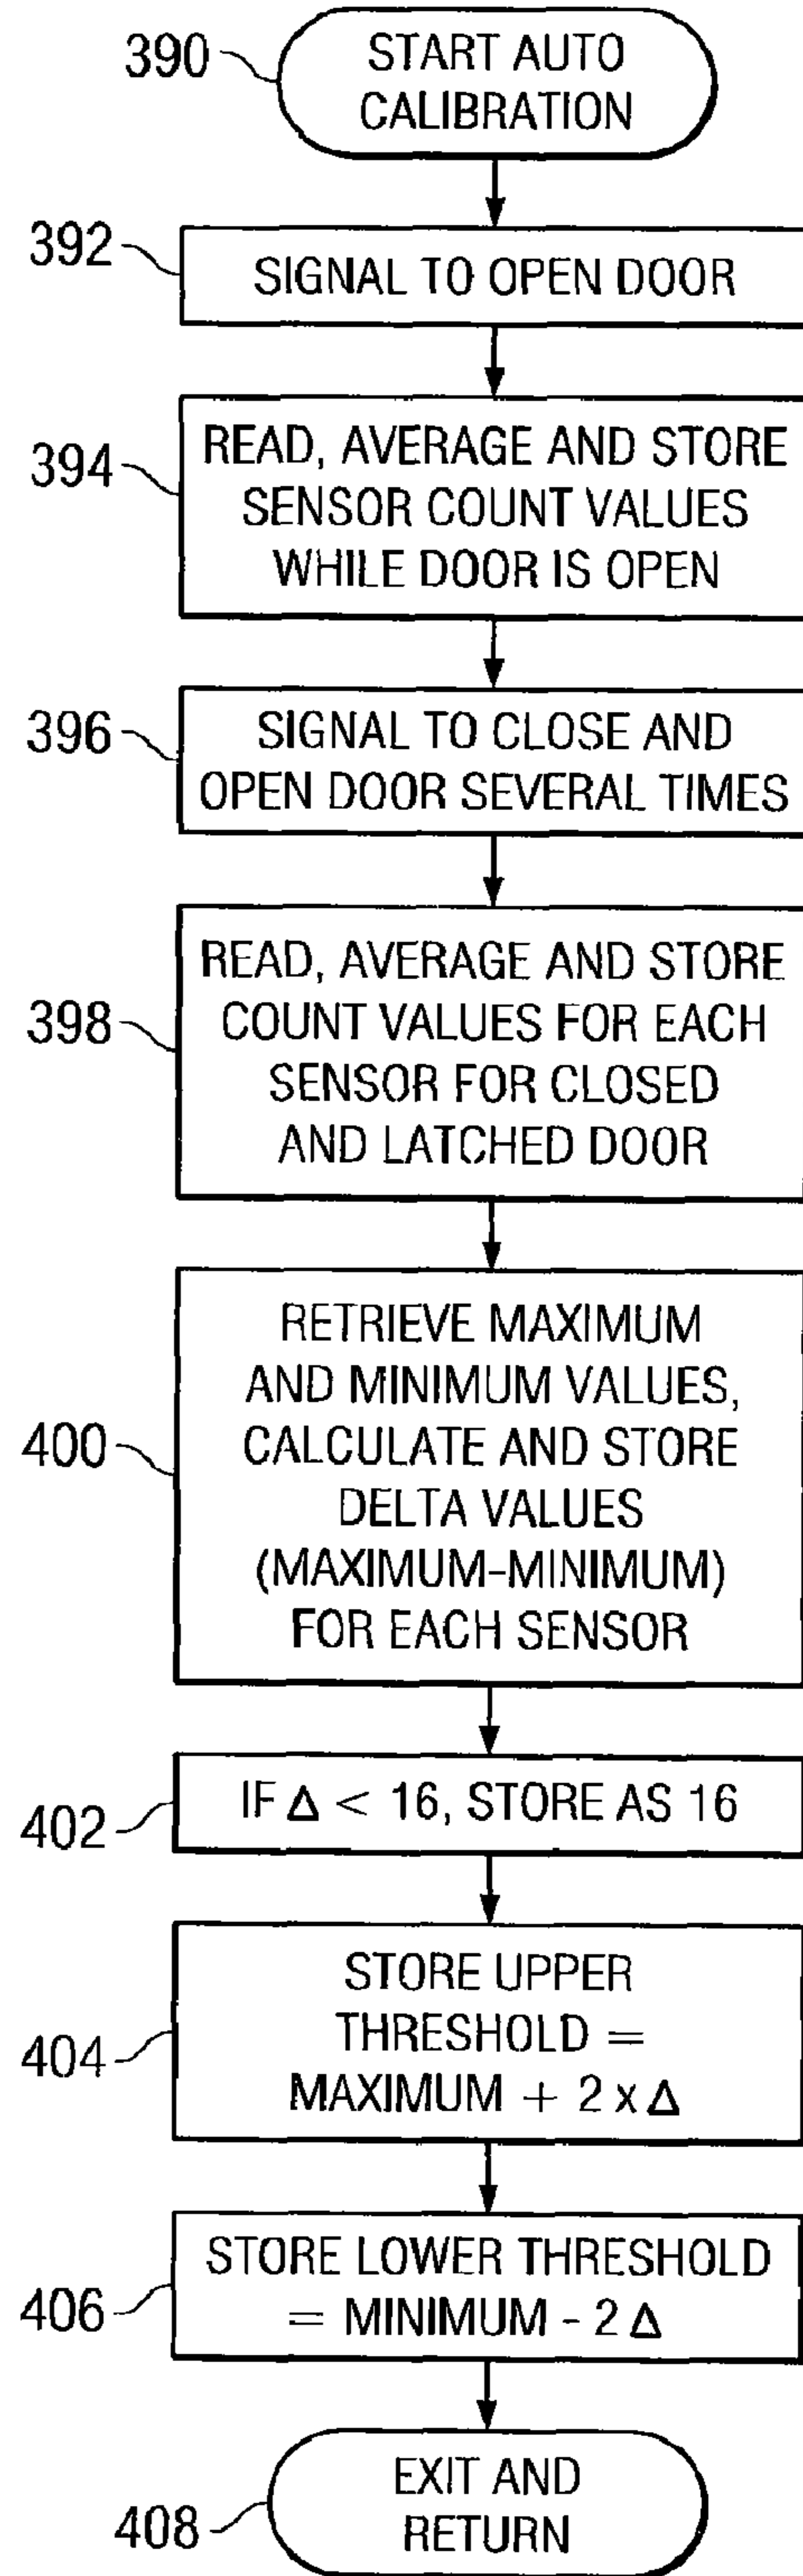 390
START AUTO
CALIBRATION
392
SIGNAL TO OPEN DOOR
394
READ, AVERAGE AND STORE
SENSOR COUNT VALUES
WHILE DOOR IS OPEN
396
SIGNAL TO CLOSE AND
OPEN DOOR SEVERAL TIMES
398
READ, AVERAGE AND STORE
COUNT VALUES FOR EACH
SENSOR FOR CLOSED
AND LATCHED DOOR
400
RETRIEVE MAXIMUM
AND MINIMUM VALUES,
CALCULATE AND STORE
DELTA VALUES
(MAXIMUM-MINIMUM)
FOR EACH SENSOR
402
IF Δ < 16, STORE AS 16
404
STORE UPPER
THRESHOLD =
MAXIMUM + 2 x Δ
406
STORE LOWER THRESHOLD
= MINIMUM - 2 Δ
408
EXIT AND
RETURN